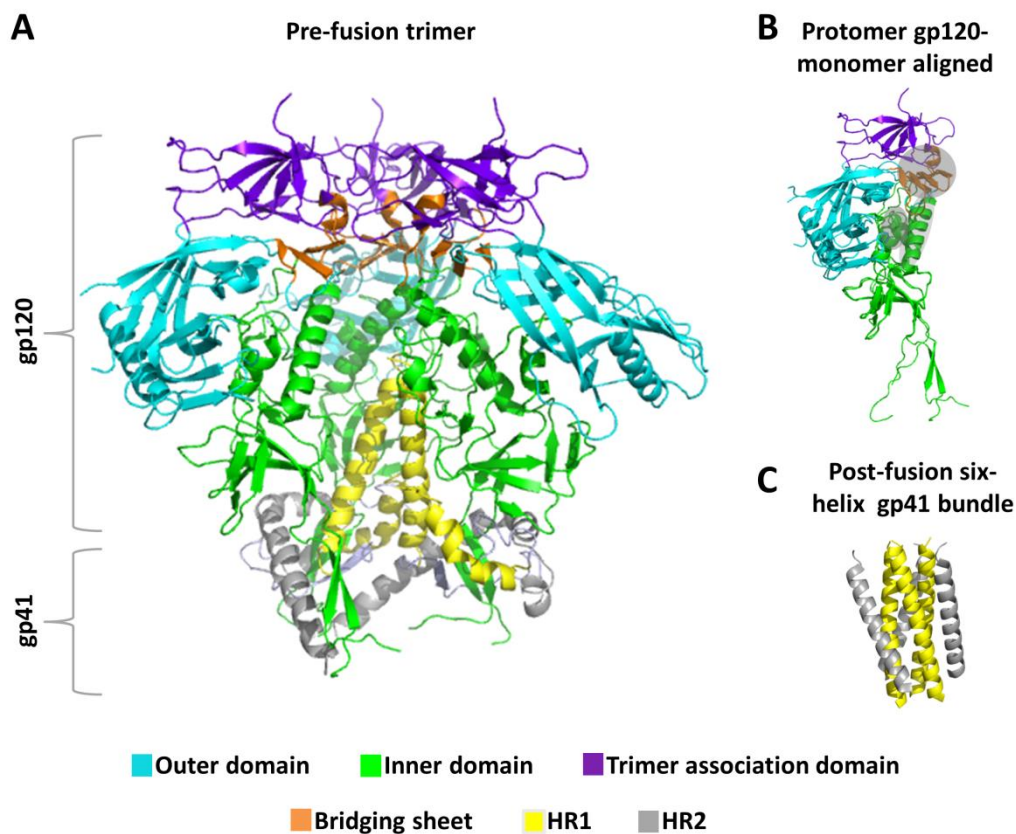 A
Pre-fusion trimer
B
Protomer gp120-
monomer aligned
gp120
gp41
C
Post-fusion six-
helix gp41 bundle
Outer domain
Inner domain
Trimer association domain
Bridging sheet
HR1
HR2